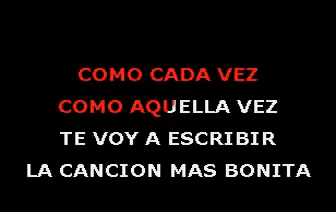 COMO CADA VEZ
COMO AQUELLA VEZ
TE VOY A ESCRIBIR
LA CANCION MAS BONITA